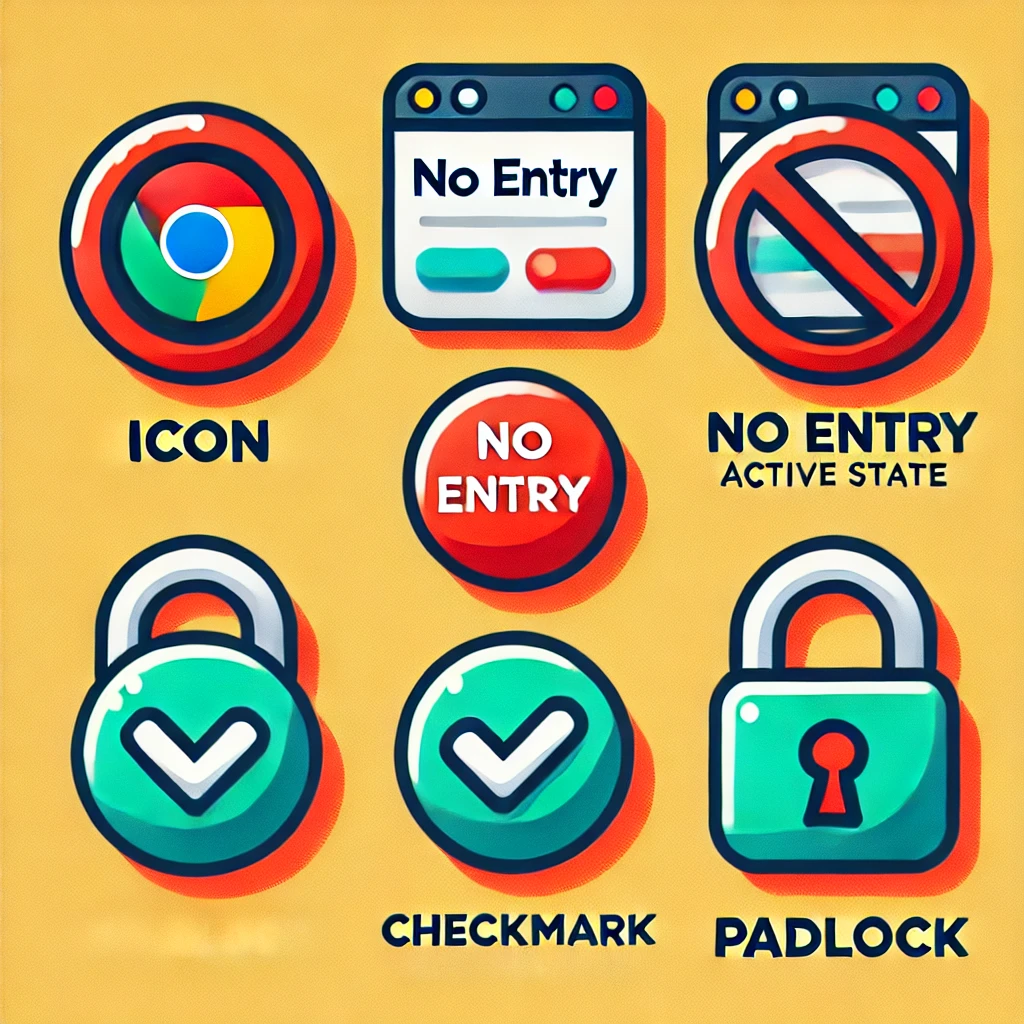 No Entry
ICON
NO ENTRY
ACTIVE STATE
NO
ENTRY
CHECKMARK
PADLOCK